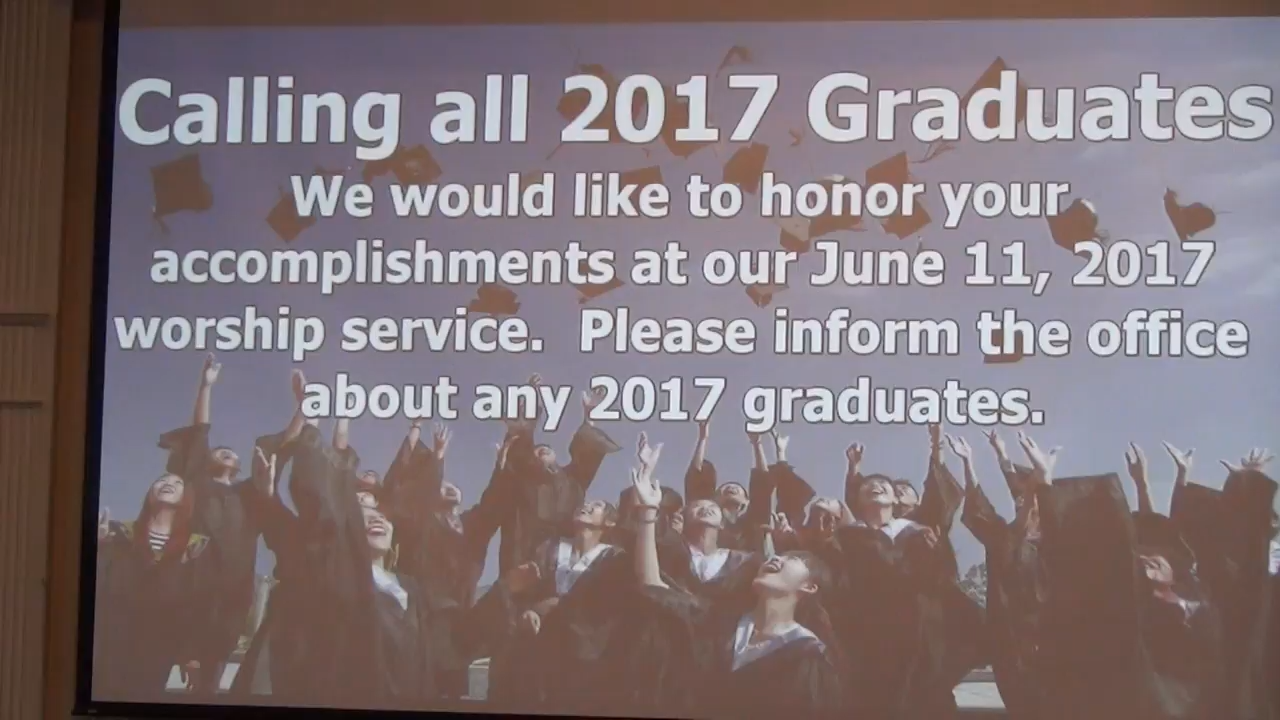 Calling all 2017 Graduates
We would like to honor your
accomplishments at our June 11, 2017
worship service. Please inform the office
about any 2017 graduates.